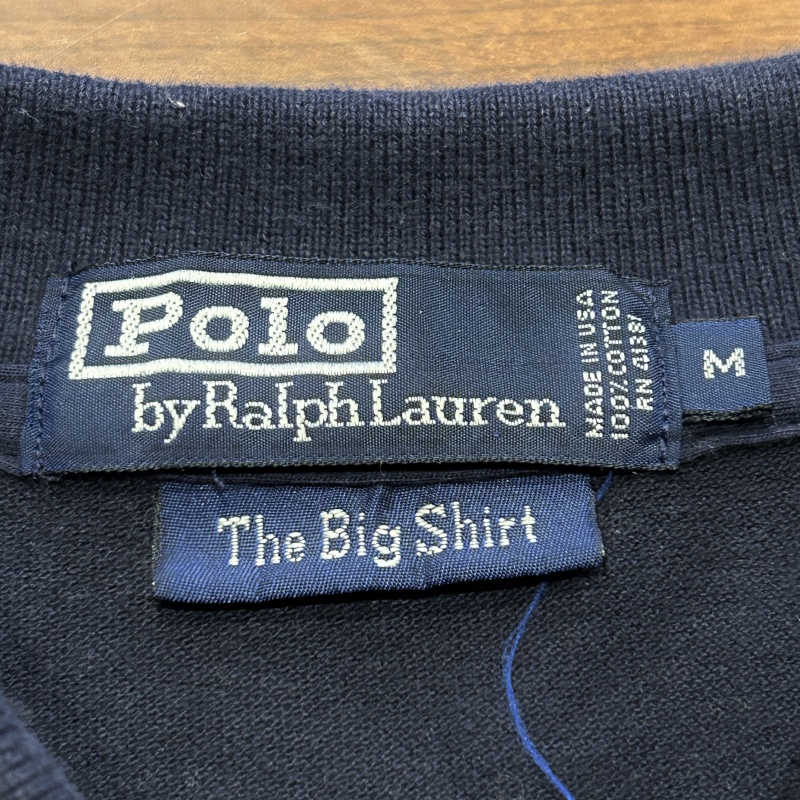 Polo
by Ralph Lauren
MADE IN USA
100% COTTON
RN 41381
M
The Big Shirt